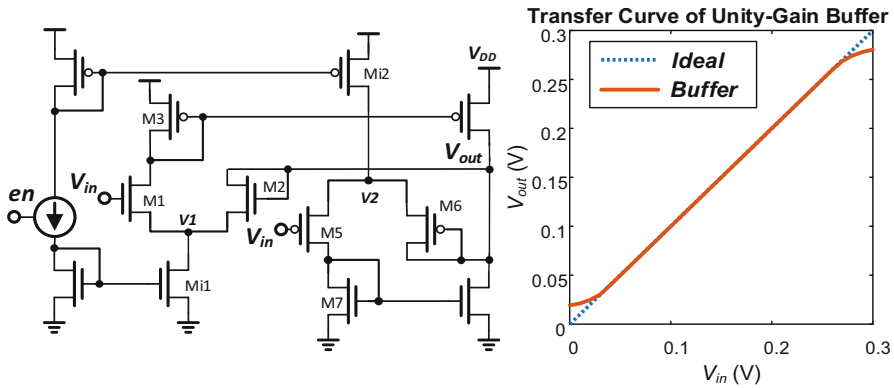 Mi2
V_DD
M3
V_out
en
V_in
M1
M2
V1
V_in
M5
V2
M6
Mi1
M7
Transfer Curve of Unity-Gain Buffer
Ideal
Buffer
V_out (V)
0.3
0.25
0.2
0.15
0.1
0.05
0
0
0.1
0.2
0.3
V_in (V)